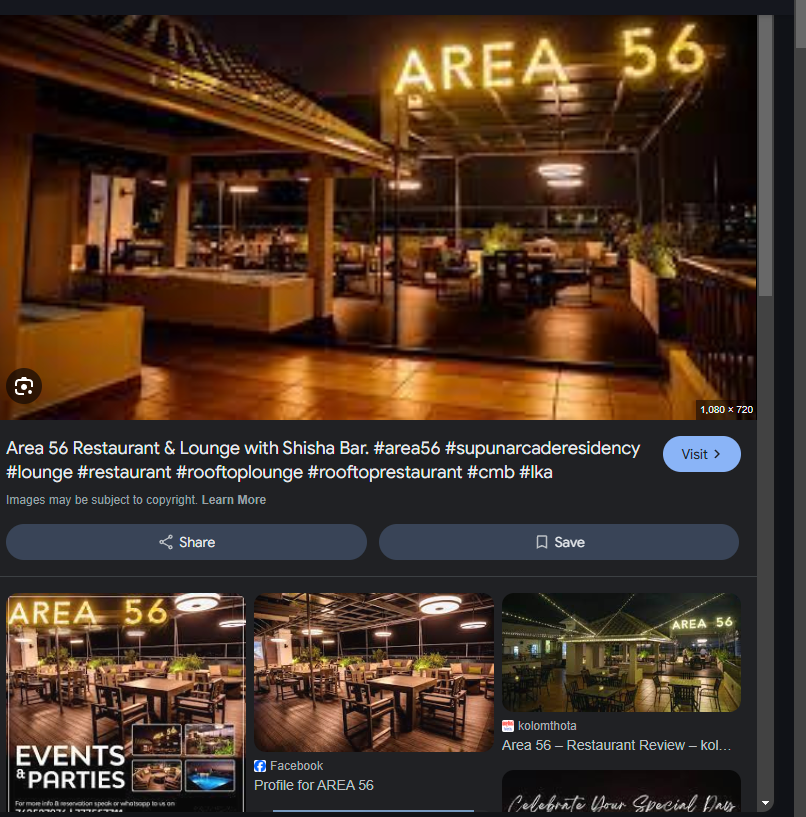 AREA 56
1,080 × 720
Area 56 Restaurant & Lounge with Shisha Bar. #area56 #supunarcaderesidency
#lounge #restaurant #rooftoplounge #rooftoprestaurant #cmb #lka
Visit
Images may be subject to copyright. Learn More
Share
Save
AREA 56
EVENTS
& PARTIES
For more info & reservation speak or whatsapp to us on
AREA 56
Facebook
Profile for AREA 56
kolomthota
Area 56 – Restaurant Review – kol...
Celebrate Your Special Day